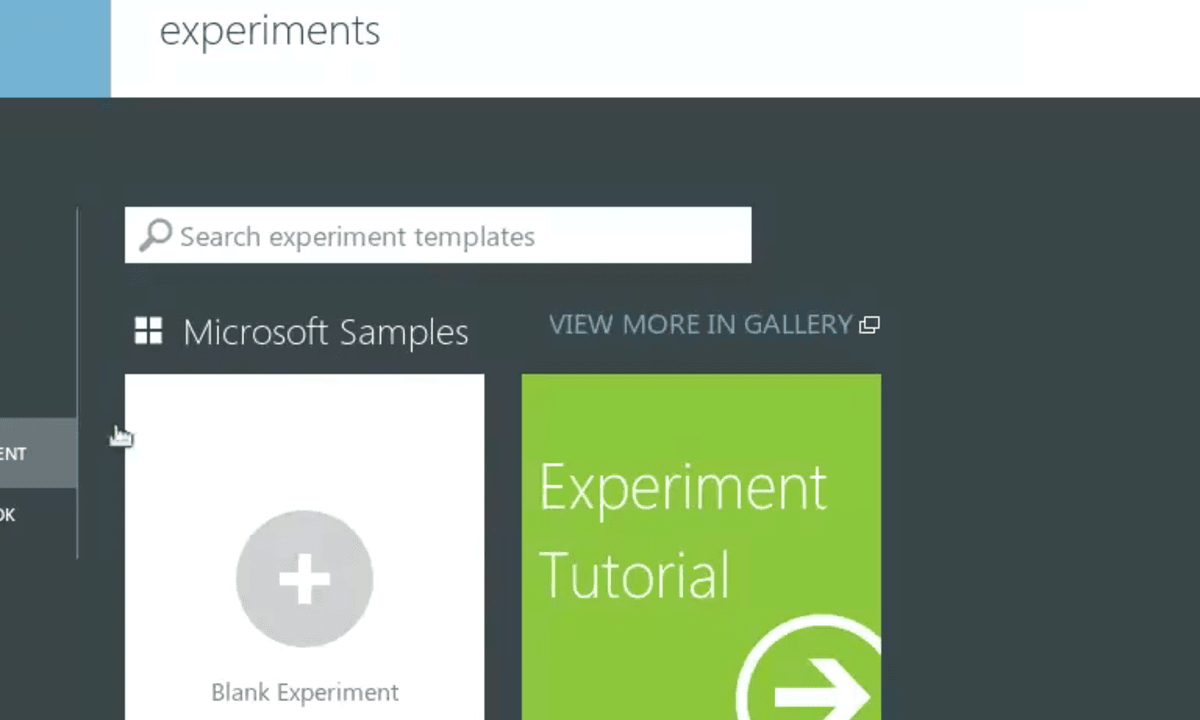 experiments
Search experiment templates
Microsoft Samples
VIEW MORE IN GALLERY
ENT
OK
Experiment
Tutorial
Blank Experiment